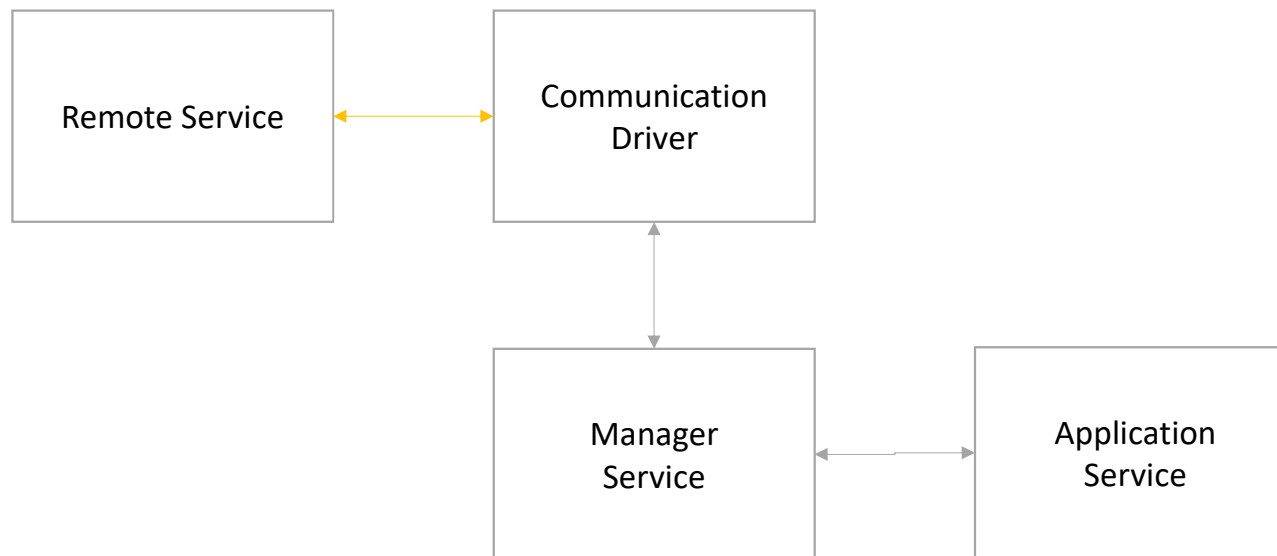 Remote Service
Communication
Driver
Manager
Service
Application
Service